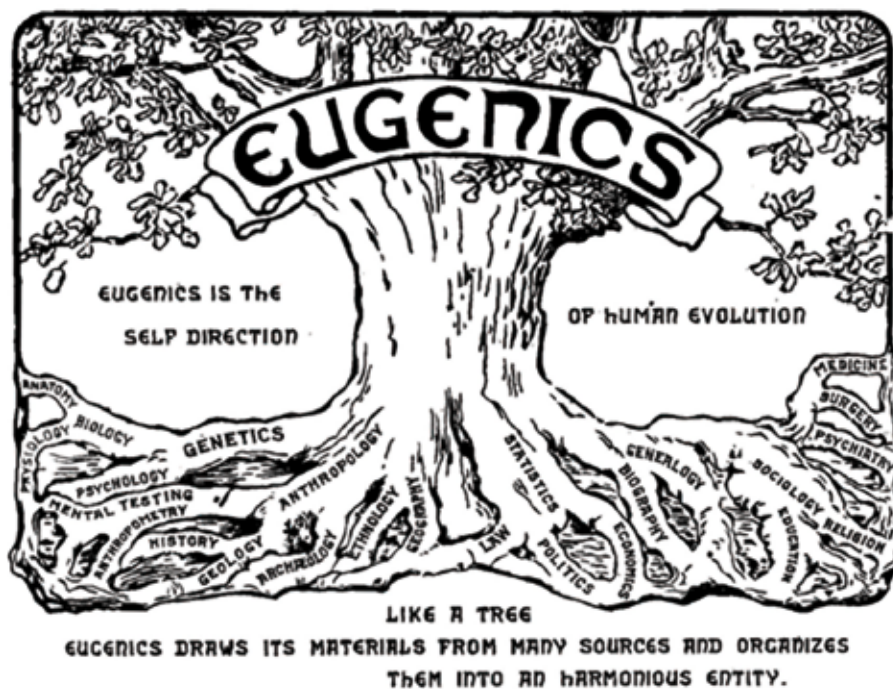 EUGENICS
EUGENICS IS THE
SELF DIRECTION
OF HUMAN EVOLUTION
ANATOMY
PHYSIOLOGY
BIOLOGY
GENETICS
PSYCHOLOGY
MENTAL TESTING
ANTHROPOMETRY
HISTORY
GEOLOGY
ANTHROPOLOGY
ARCHÆOLOGY
ETHNOLOGY
GEOGRAPHY
LAW
STATISTICS
POLITICS
ECONOMICS
BIOGRAPHY
GENEALOGY
SOCIOLOGY
EDUCATION
RELIGION
PSYCHIATRY
SURGERY
MEDICINE
LIKE A TREE
EUGENICS DRAWS ITS MATERIALS FROM MANY SOURCES AND ORGANIZES
THEM INTO AN HARMONIOUS ENTITY.